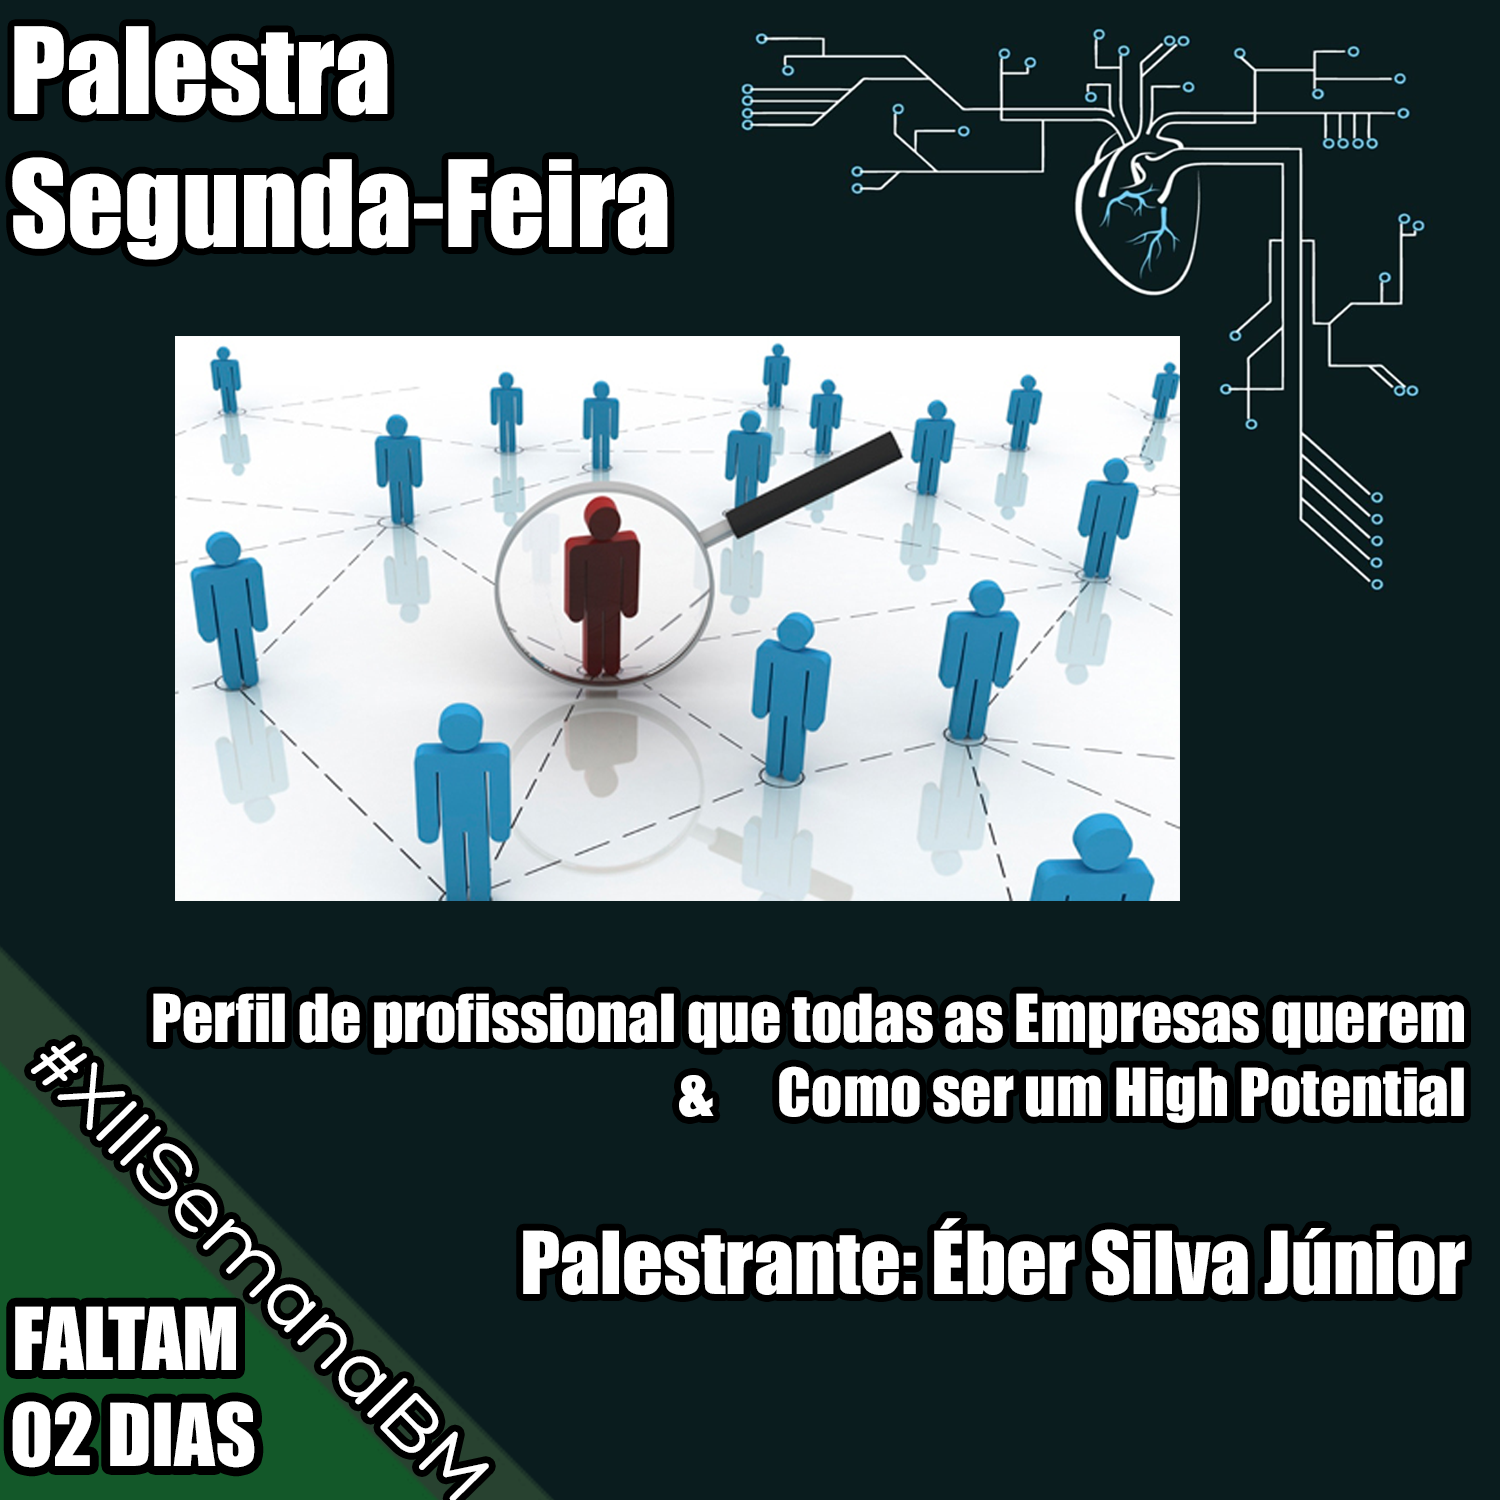 Palestra
Segunda-Feira
Perfil de profissional que todas as Empresas querem
& Como ser um High Potential
Palestrante: Éber Silva Júnior
#XIIISemanaIBM
FALTAM
02 DIAS